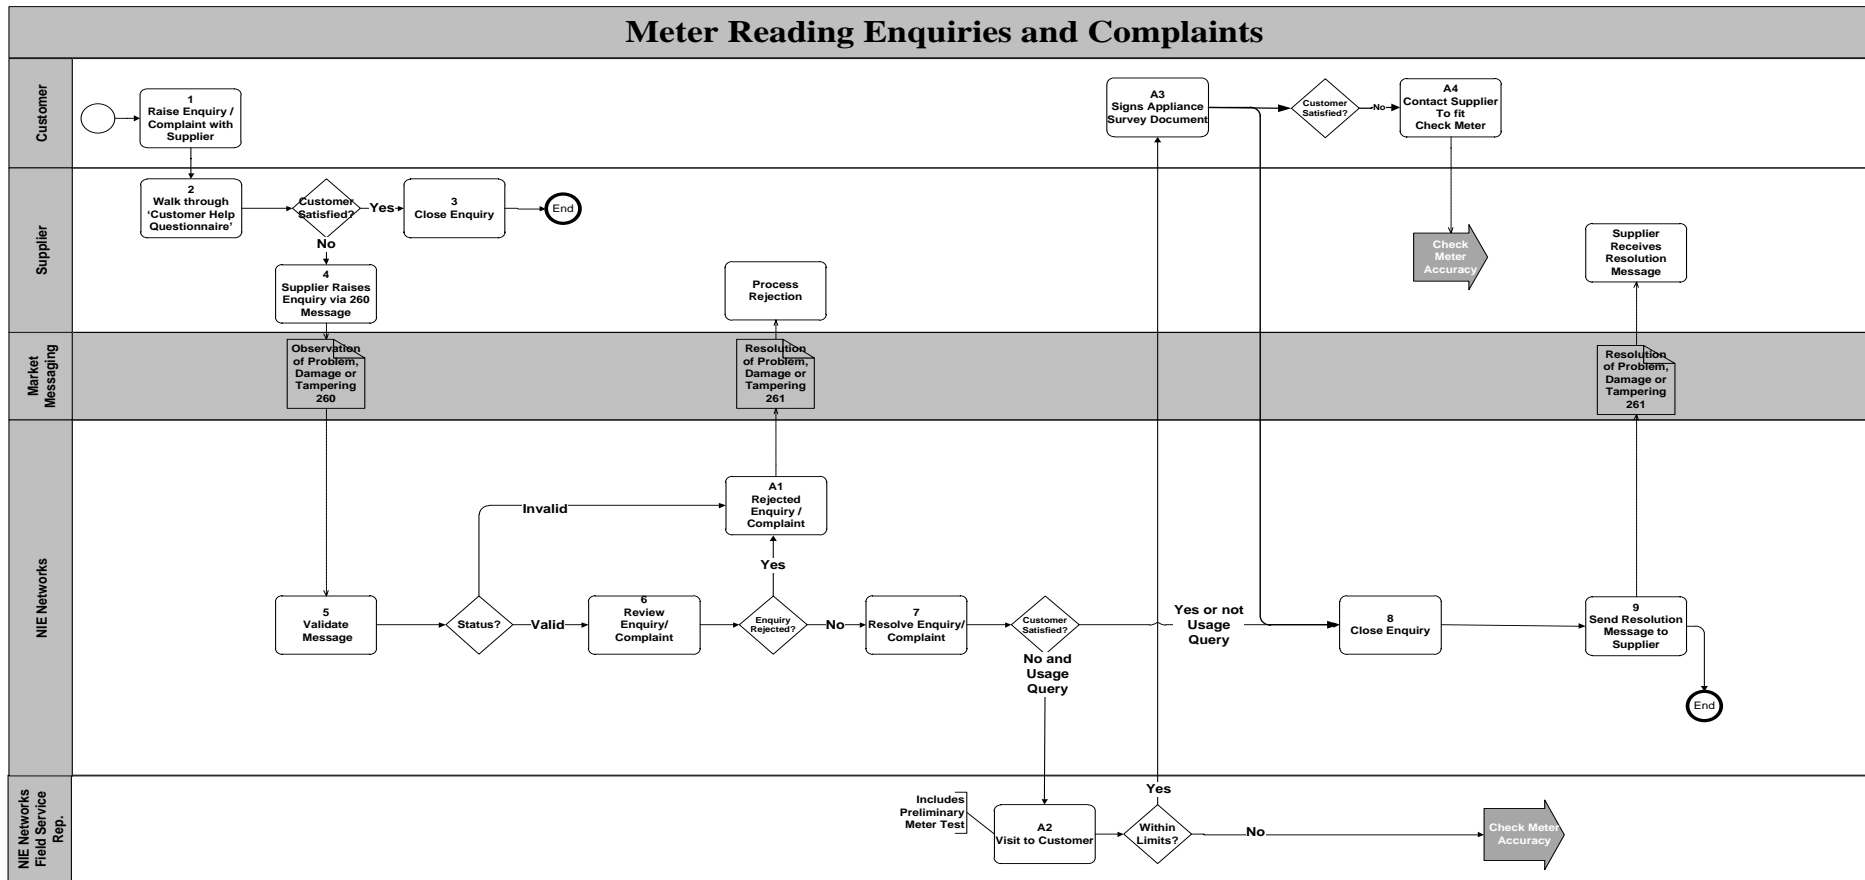 Meter Reading Enquiries and Complaints
Customer
1
Raise Enquiry /
Complaint with
Supplier
A3
Signs Appliance
Survey Document
Customer
Satisfied?
No
A4
Contact Supplier
To fit
Check Meter
Supplier
2
Walk through
‘Customer Help
Questionnaire’
Customer
Satisfied?
Yes
3
Close Enquiry
End
No
4
Supplier Raises
Enquiry via 260
Message
Process
Rejection
Check
Meter
Accuracy
Supplier
Receives
Resolution
Message
Market
Messaging
Observation
of Problem,
Damage or
Tampering
260
Resolution
of Problem,
Damage or
Tampering
261
Resolution
of Problem,
Damage or
Tampering
261
NIE Networks
A1
Rejected
Enquiry /
Complaint
Invalid
Yes
5
Validate
Message
Status?
Valid
6
Review
Enquiry/
Complaint
Enquiry
Rejected?
No
7
Resolve Enquiry/
Complaint
Customer
Satisfied?
Yes or not
Usage
Query
8
Close Enquiry
9
Send Resolution
Message to
Supplier
No and
Usage
Query
End
NIE Networks
Field Service
Rep.
Includes
Preliminary
Meter Test
A2
Visit to Customer
Within
Limits?
Yes
No
Check Meter
Accuracy